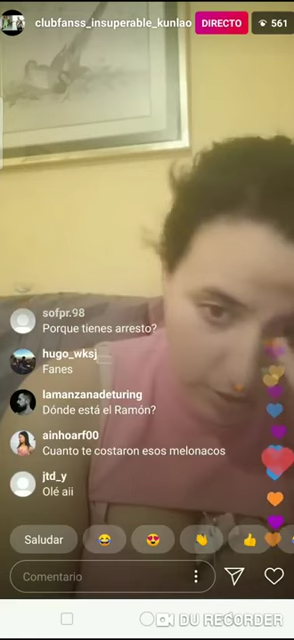 clubfanss_insuperable_kunlao
DIRECTO
561
sofpr.98
Porque tienes arresto?
hugo_wksj
Fanes
lamanzanadeturing
Dónde está el Ramón?
ainhoarf00
Cuanto te costaron esos melonacos
jtd_y
Olé aii
Saludar
Comentario
DU RECORDER